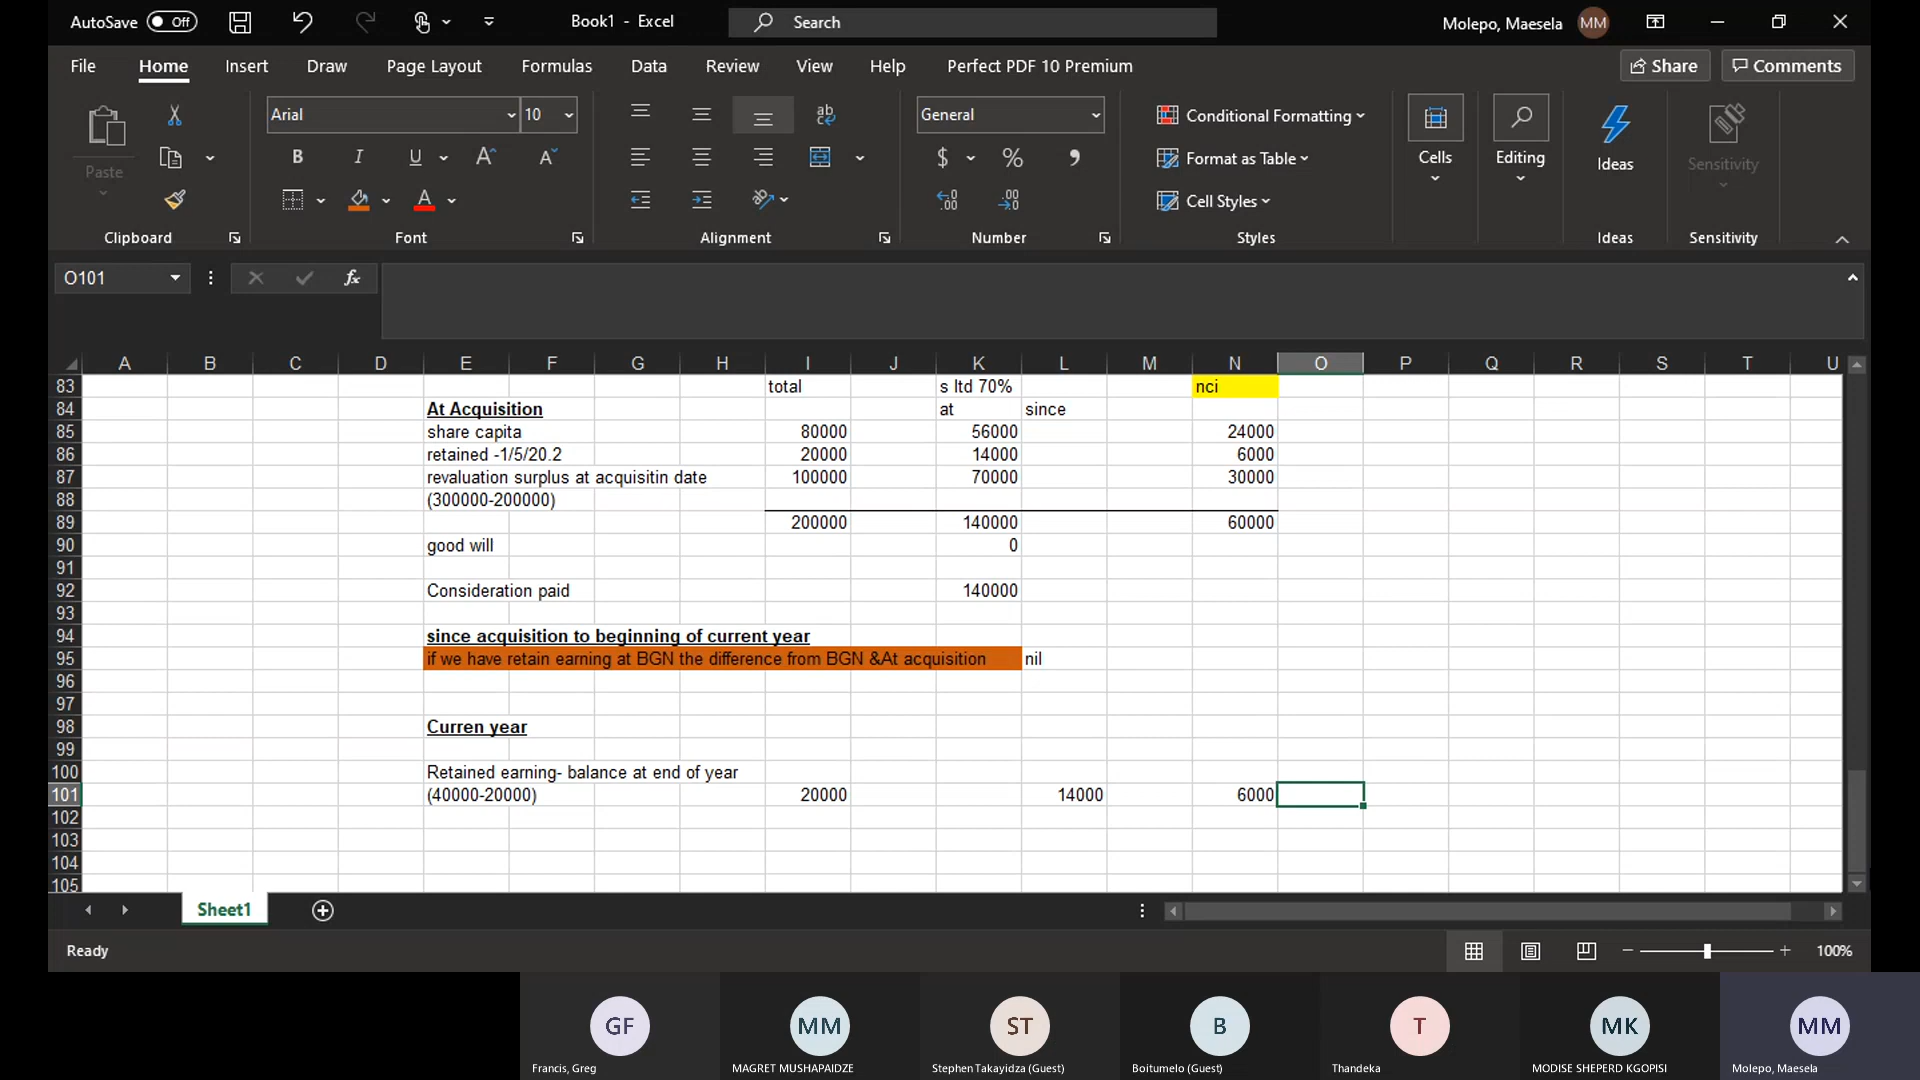 AutoSave Off Book1 - Excel Search Molepo, Maesela MM
File Home Insert Draw Page Layout Formulas Data Review View Help Perfect PDF 10 Premium Share Comments
Paste
Clipboard
Arial 10
B I U A A
A
Font
ab
Alignment
General
$ % ,
.00 .00
Number
Conditional Formatting
Format as Table
Cell Styles
Styles
Cells
Editing
Ideas
Ideas
Sensitivity
Sensitivity
O101 fx
A B C D E F G H I J K L M N O P Q R S T U
83 total s ltd 70% nci
84 At Acquisition at since
85 share capita 80000 56000 24000
86 retained -1/5/20.2 20000 14000 6000
87 revaluation surplus at acquisitin date 100000 70000 30000
88 (300000-200000)
89 200000 140000 60000
90 good will 0
91
92 Consideration paid 140000
93
94 since acquisition to beginning of current year
95 if we have retain earning at BGN the difference from BGN &At acquisition nil
96
97
98 Curren year
99
100 Retained earning- balance at end of year
101 (40000-20000) 20000 14000 6000
102
103
104
105
Sheet1
Ready 100%
GF MM ST B T MK MM
Francis, Greg MAGRET MUSHAPAIDZE Stephen Takayidza (Guest) Boitumelo (Guest) Thandeka MODISE SHEPERD KGOPISI Molepo, Maesela